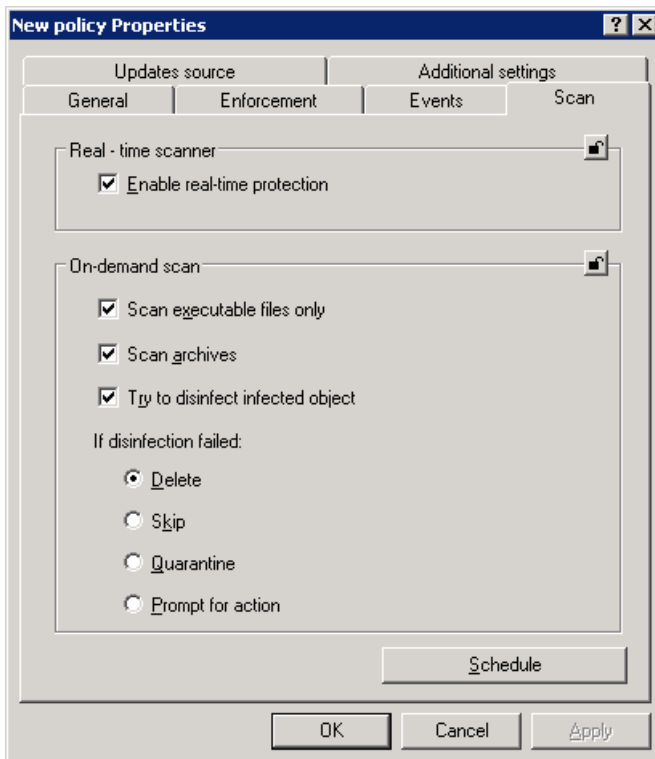 New policy Properties
Updates source
Additional settings
General
Enforcement
Events
Scan
Real - time scanner
Enable real-time protection
On-demand scan
Scan executable files only
Scan archives
Try to disinfect infected object
If disinfection failed:
Delete
Skip
Quarantine
Prompt for action
Schedule
OK
Cancel
Apply